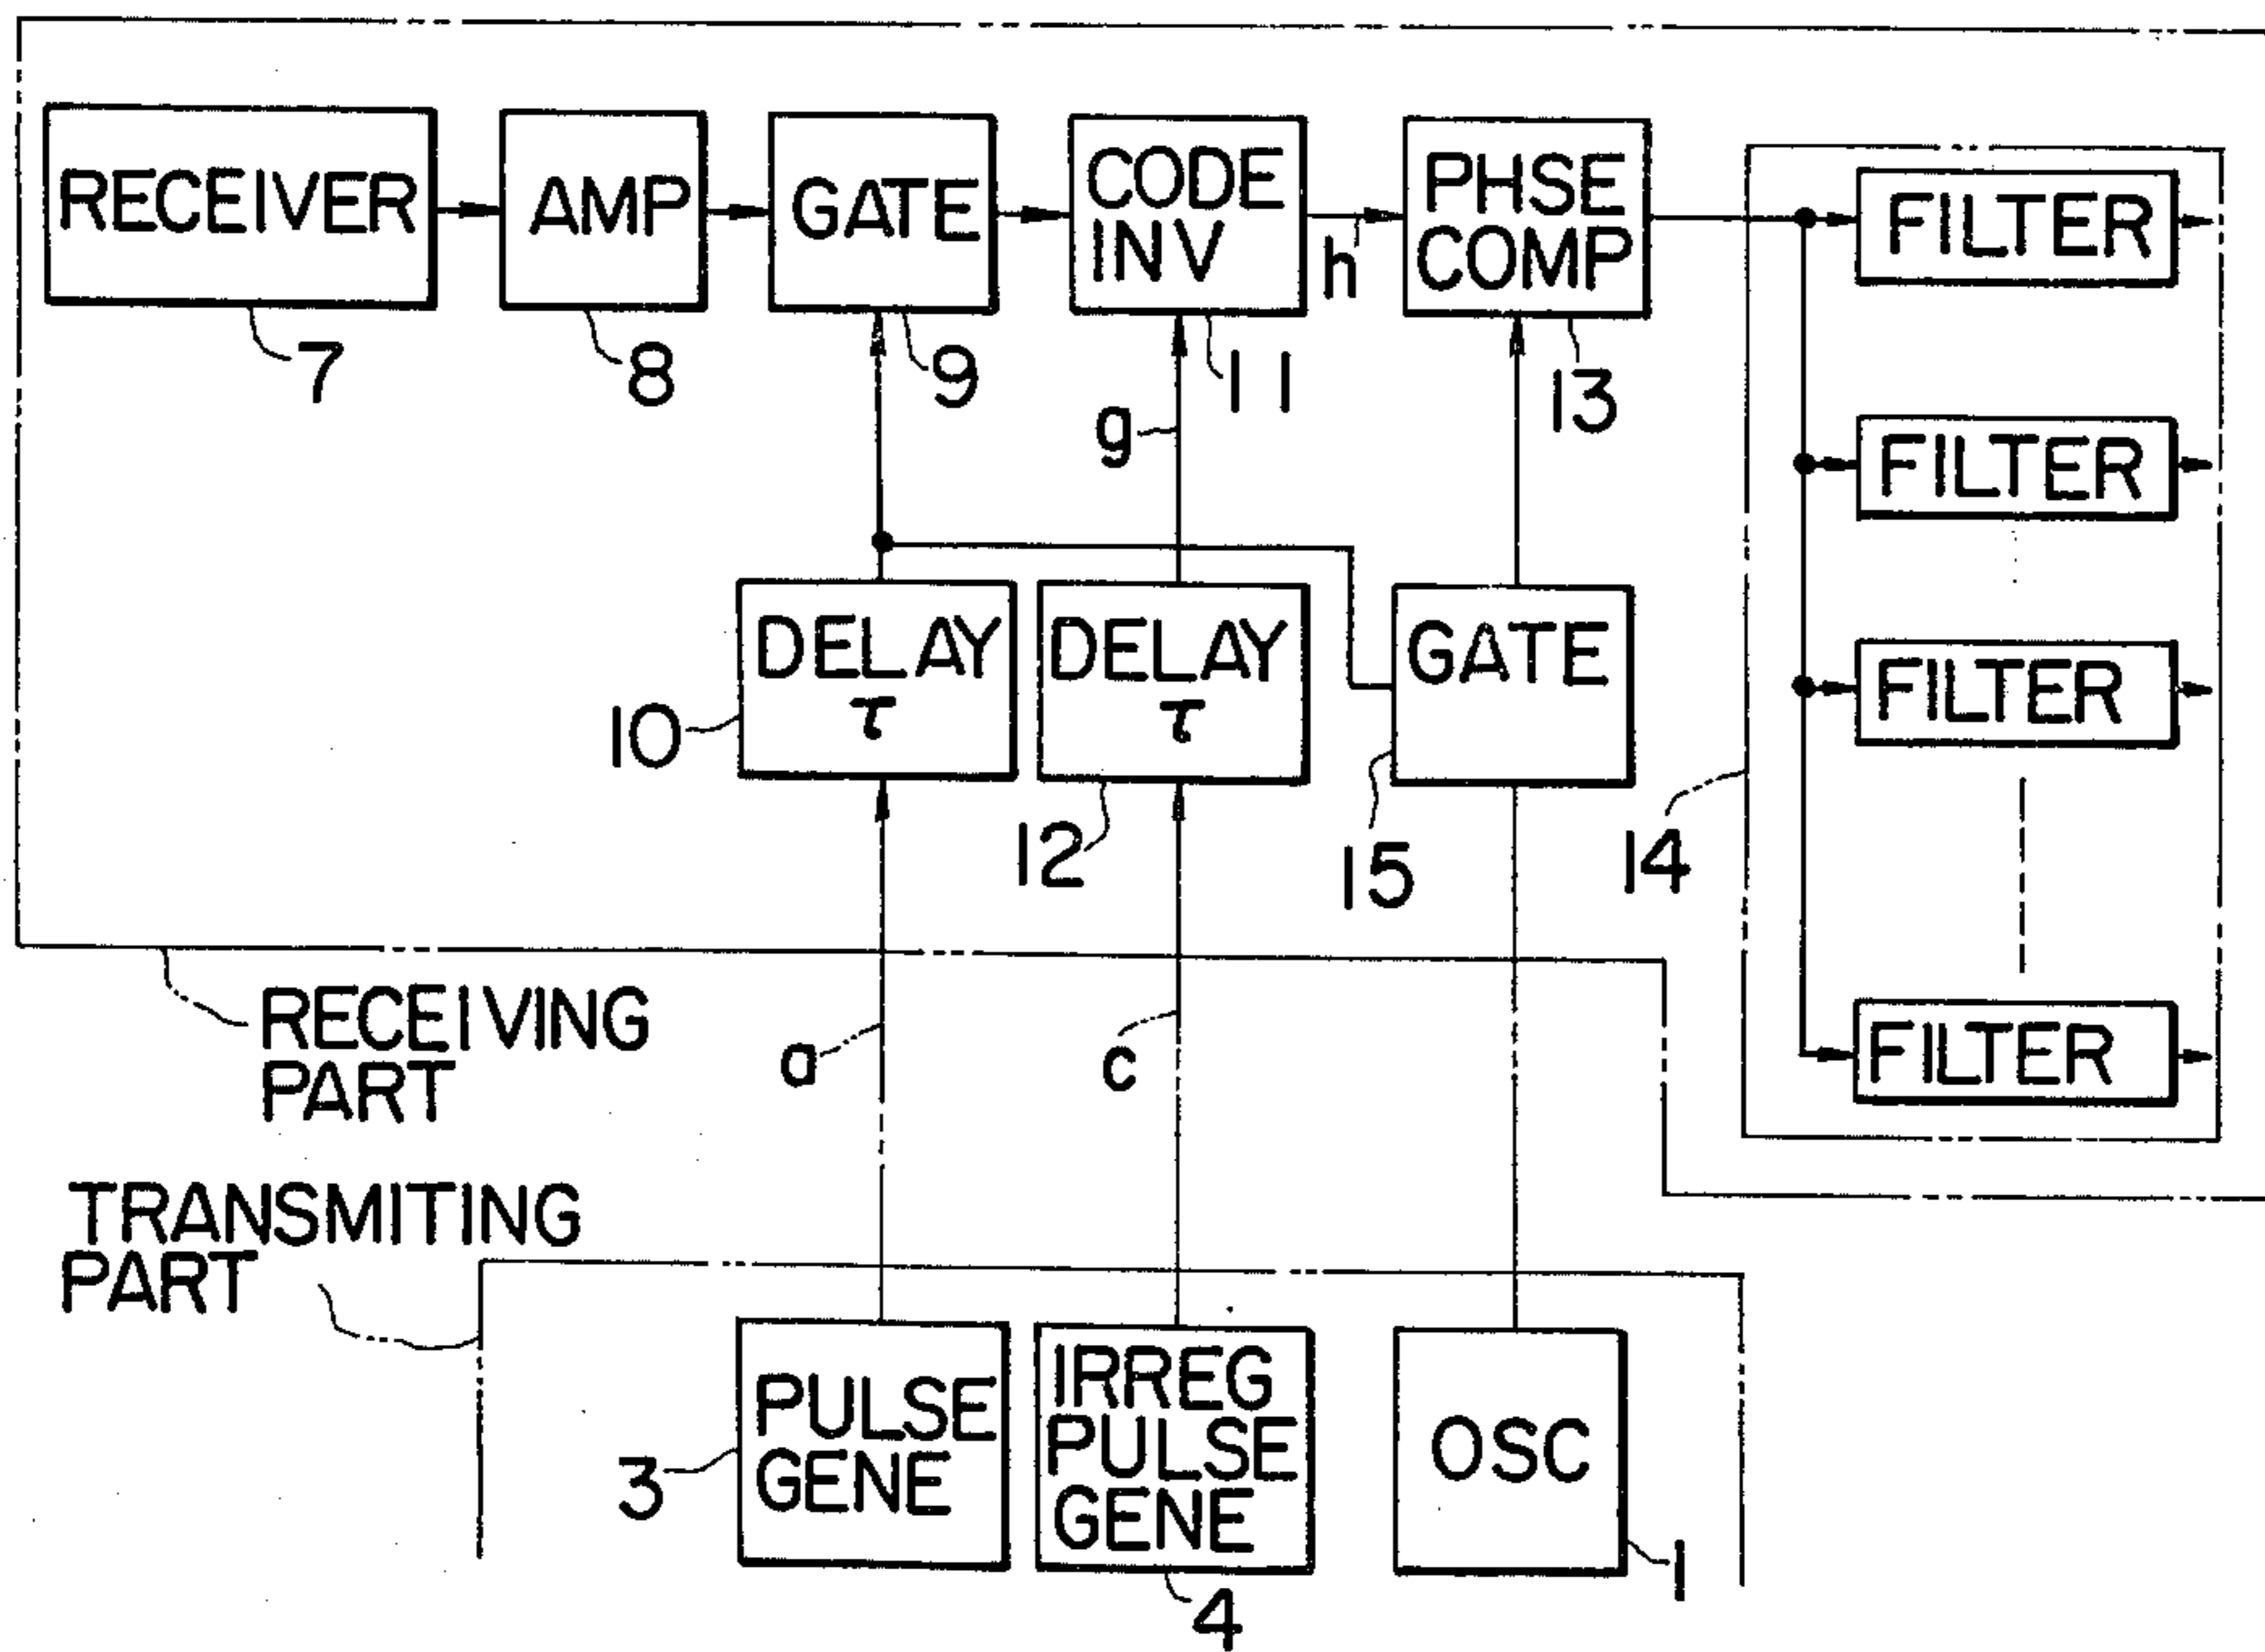 RECEIVER
AMP
GATE
CODE
INV
PHSE
COMP
FILTER
h
7
8
9
11
13
g
FILTER
DELAY
τ
DELAY
τ
GATE
FILTER
10
12
15
14
RECEIVING
PART
a
c
FILTER
TRANSMITING
PART
PULSE
GENE
IRREG
PULSE
GENE
OSC
3
4
1